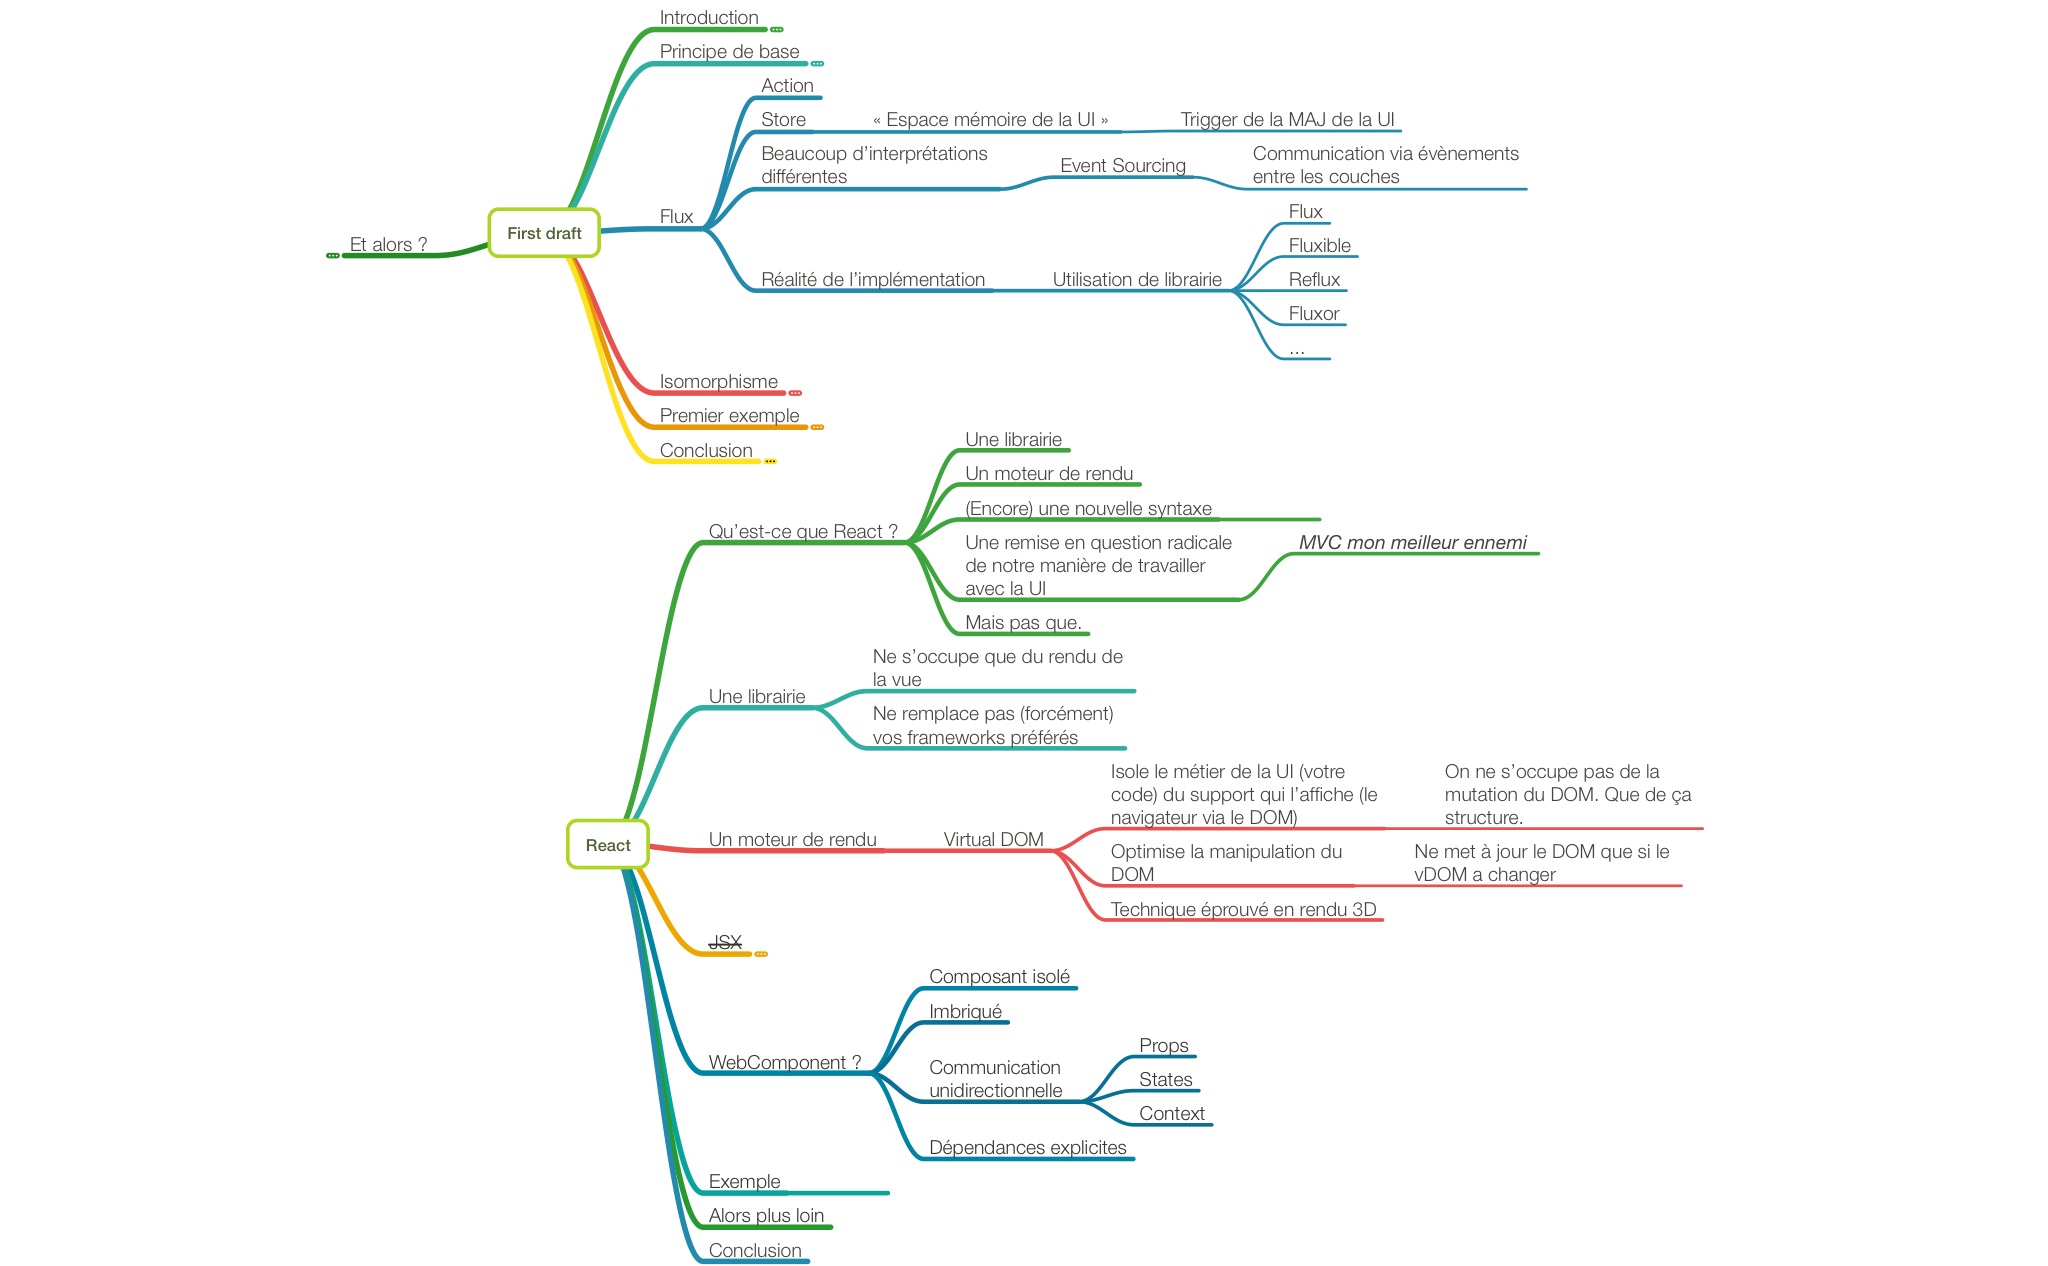 Introduction
Principe de base
Action
Store
« Espace mémoire de la UI »
Trigger de la MAJ de la UI
Beaucoup d’interprétations
différentes
Event Sourcing
Communication via évènements
entre les couches
Flux
First draft
Et alors ?
Réalité de l’implémentation
Utilisation de librairie
Flux
Fluxible
Reflux
Fluxor
...
Isomorphisme
Premier exemple
Conclusion
Qu’est-ce que React ?
Une librairie
Un moteur de rendu
(Encore) une nouvelle syntaxe
Une remise en question radicale
de notre manière de travailler
avec la UI
MVC mon meilleur ennemi
Mais pas que.
Une librairie
Ne s’occupe que du rendu de
la vue
Ne remplace pas (forcément)
vos frameworks préférés
React
Un moteur de rendu
Virtual DOM
Isole le métier de la UI (votre
code) du support qui l’affiche (le
navigateur via le DOM)
On ne s’occupe pas de la
mutation du DOM. Que de ça
structure.
Optimise la manipulation du
DOM
Ne met à jour le DOM que si le
vDOM a changer
Technique éprouvé en rendu 3D
JSX
WebComponent ?
Composant isolé
Imbriqué
Communication
unidirectionnelle
Props
States
Context
Dépendances explicites
Exemple
Alors plus loin
Conclusion